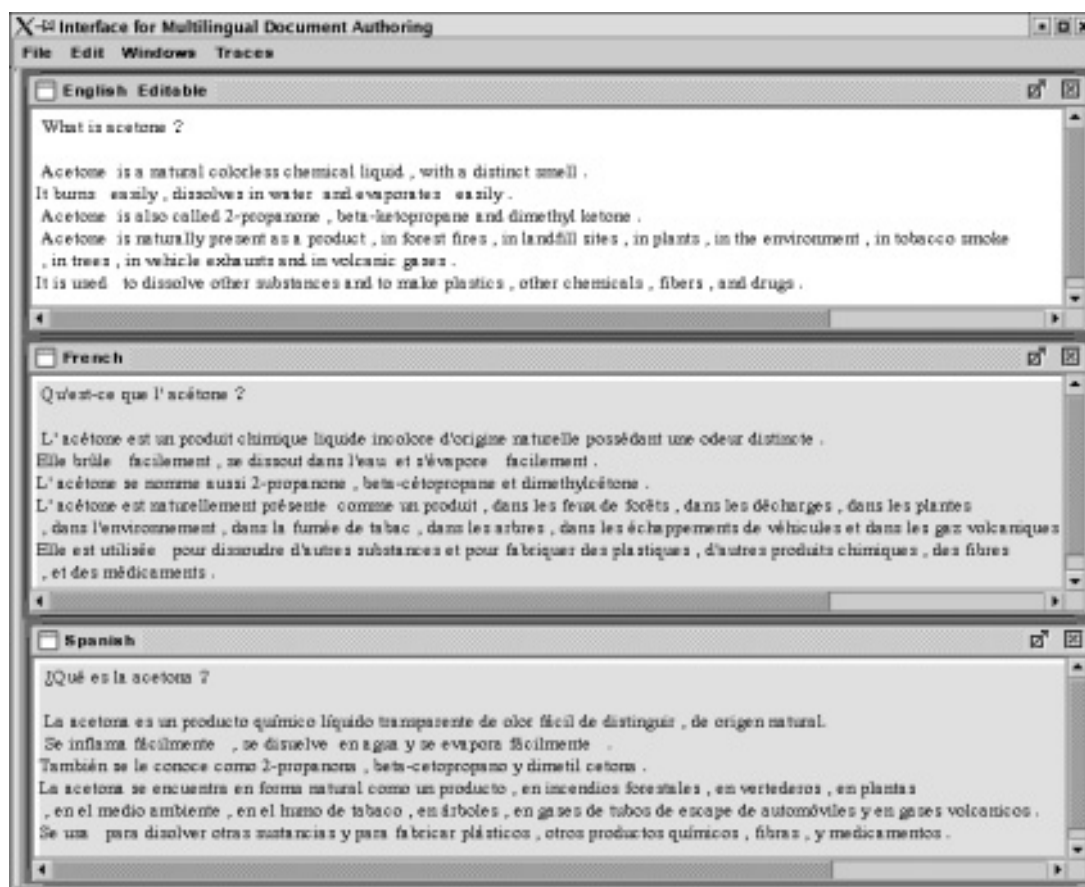 Interface for Multilingual Document Authoring
File Edit Windows Traces
English Editable
What is acetone ?
Acetone is a natural colorless chemical liquid , with a distinct smell .
It burns easily , dissolves in water and evaporates easily .
Acetone is also called 2-propanone , beta-ketopropane and dimethyl ketone .
Acetone is naturally present as a product , in forest fires , in landfill sites , in plants , in the environment , in tobacco smoke
, in trees , in vehicle exhausts and in volcanic gases .
It is used to dissolve other substances and to make plastics , other chemicals , fibers , and drugs .
French
Qu'est-ce que l' acétone ?
L' acétone est un produit chimique liquide incolore d'origine naturelle possédant une odeur distincte .
Elle brûle facilement , se dissout dans l'eau et s'évapore facilement .
L' acétone se nomme aussi 2-propanone , beta-cétopropane et dimethylcétone .
L' acétone est naturellement présente comme un produit , dans les feux de forêts , dans les décharges , dans les plantes
, dans l'environnement , dans la fumée de tabac , dans les arbres , dans les échappements de véhicules et dans les gaz volcaniques
Elle est utilisée pour dissoudre d'autres substances et pour fabriquer des plastiques , d'autres produits chimiques , des fibres
, et des médicaments .
Spanish
¿Qué es la acetona ?
La acetona es un producto químico líquido transparente de olor fácil de distinguir , de origen natural.
Se inflama fácilmente , se disuelve en agua y se evapora fácilmente .
También se le conoce como 2-propanona , beta-cetopropano y dimetil cetona .
La acetona se encuentra en forma natural como un producto , en incendios forestales , en vertederos , en plantas
, en el medio ambiente , en el humo de tabaco , en árboles , en gases de tubos de escape de automóviles y en gases volcanicos .
Se usa para disolver otras sustancias y para fabricar plásticos , otros productos químicos , fibras , y medicamentos .